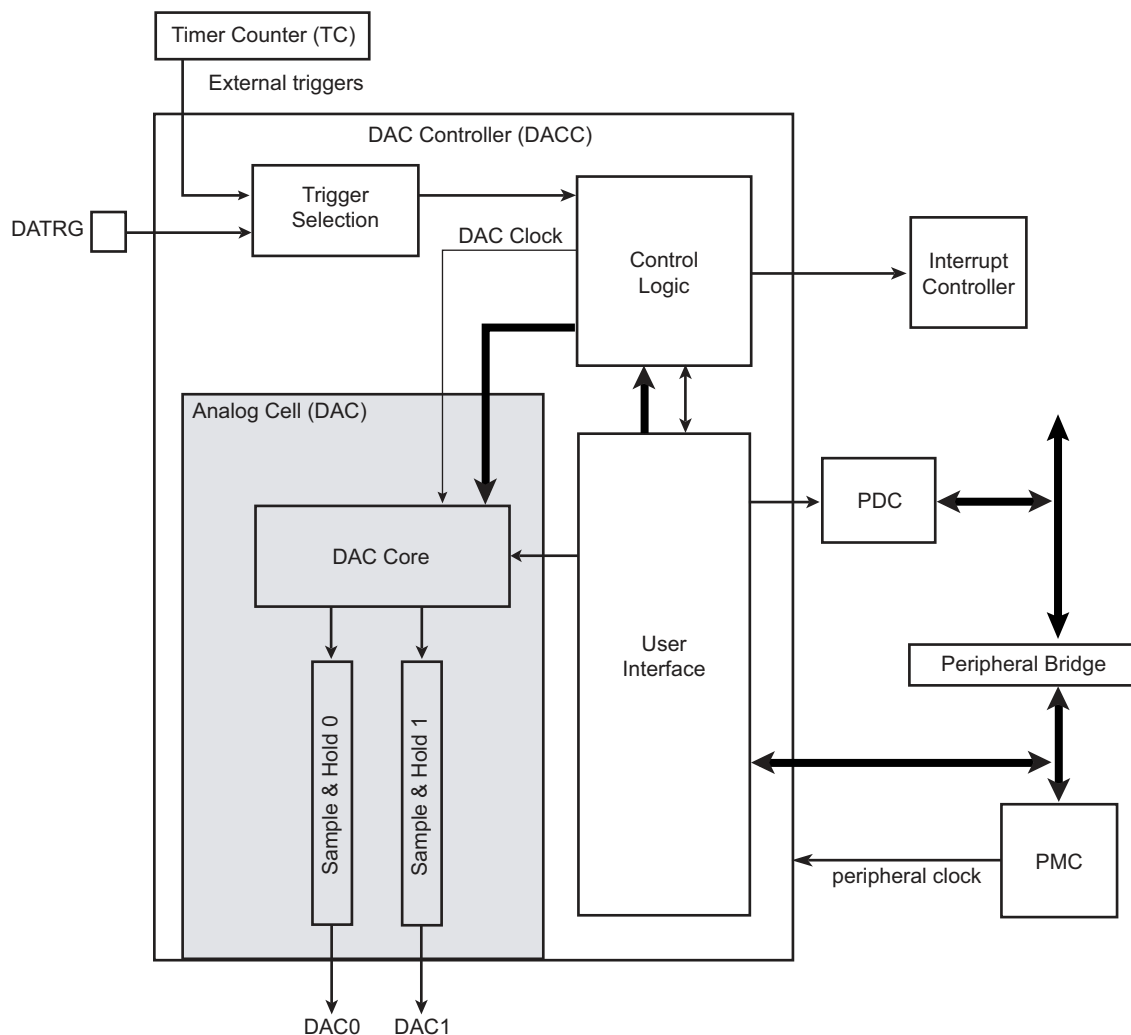 Timer Counter (TC)
External triggers
DAC Controller (DACC)
Trigger
Selection
DATRG
DAC Clock
Control
Logic
Interrupt
Controller
Analog Cell (DAC)
PDC
DAC Core
User
Interface
Peripheral Bridge
Sample & Hold 0
Sample & Hold 1
peripheral clock
PMC
DAC0
DAC1